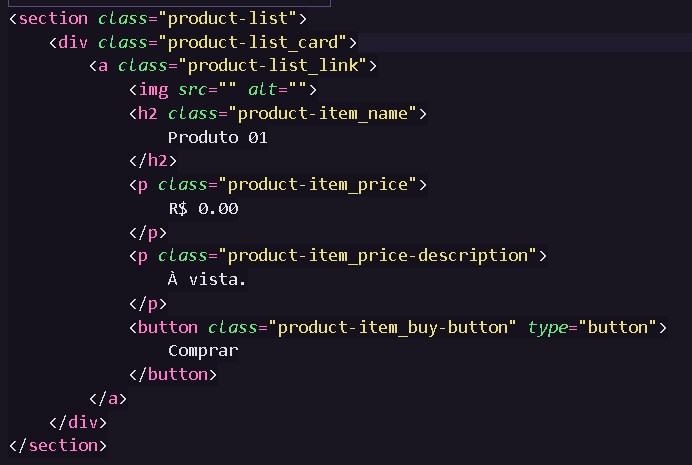 <section class="product-list">
    <div class="product-list_card">
        <a class="product-list_link">
            <img src="" alt="">
            <h2 class="product-item_name">
                Produto 01
            </h2>
            <p class="product-item_price">
                R$ 0.00
            </p>
            <p class="product-item_price-description">
                À vista.
            </p>
            <button class="product-item_buy-button" type="button">
                Comprar
            </button>
        </a>
    </div>
</section>